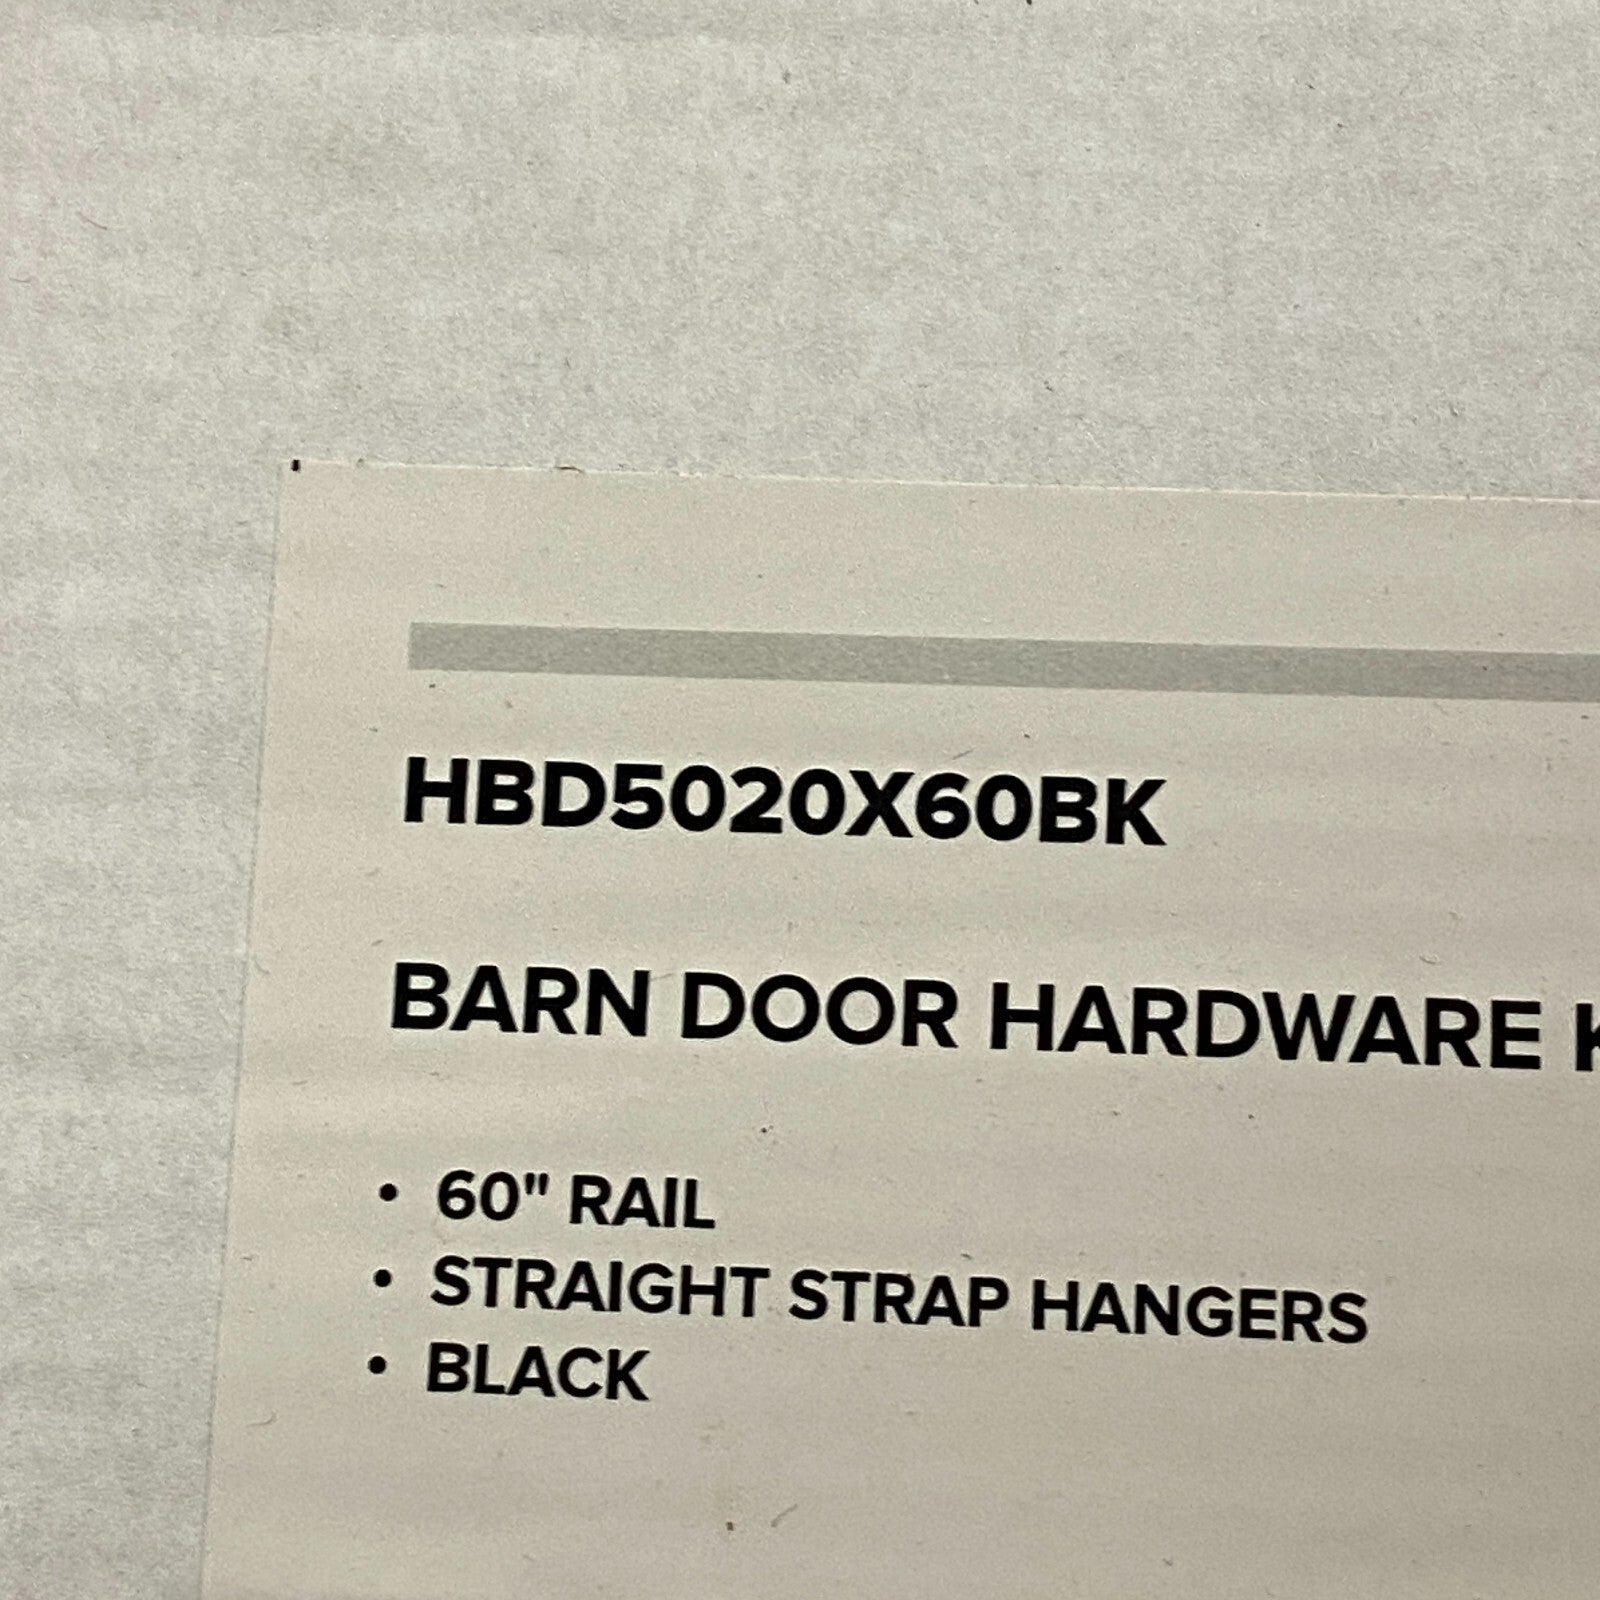 HBD5020X60BK
BARN DOOR HARDWARE K
• 60" RAIL
• STRAIGHT STRAP HANGERS
• BLACK